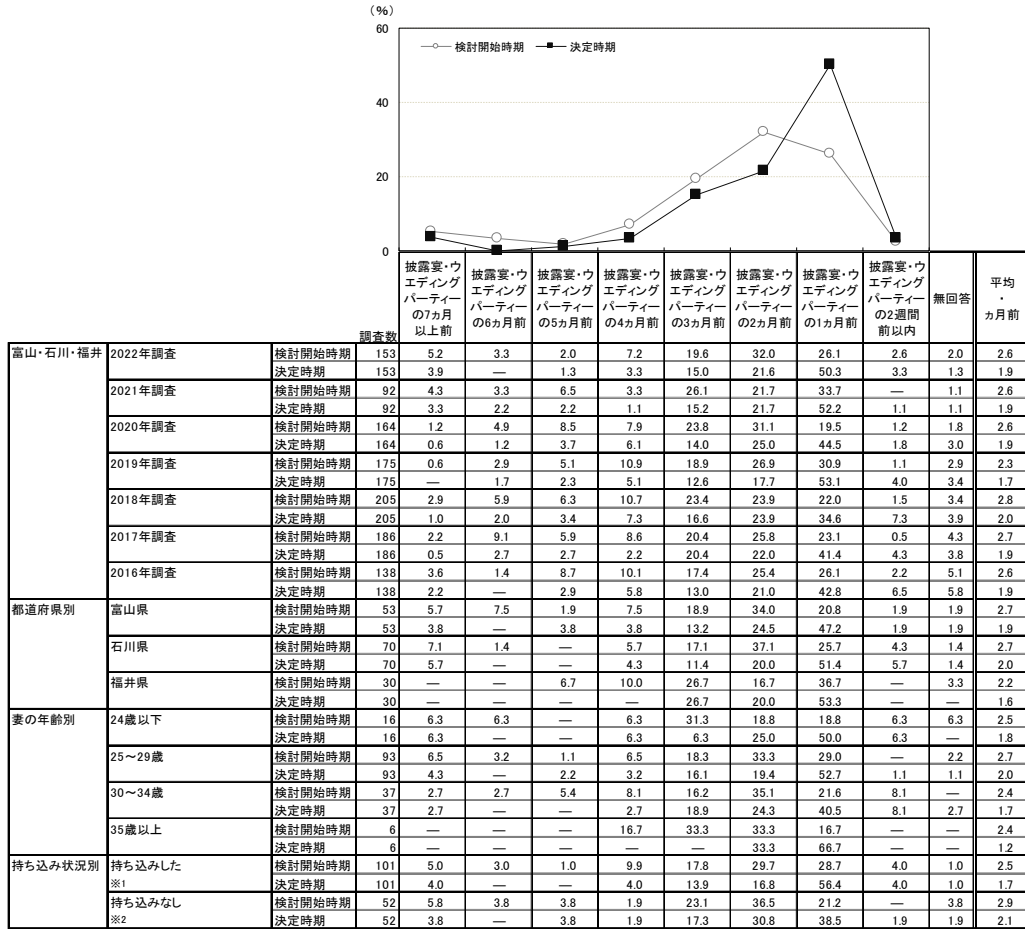 (%)
60
検討開始時期 決定時期
40
20
0
調査数 披露宴・ウエディングパーティーの7ヵ月以上前 披露宴・ウエディングパーティーの6ヵ月前 披露宴・ウエディングパーティーの5ヵ月前 披露宴・ウエディングパーティーの4ヵ月前 披露宴・ウエディングパーティーの3ヵ月前 披露宴・ウエディングパーティーの2ヵ月前 披露宴・ウエディングパーティーの1ヵ月前 披露宴・ウエディングパーティーの2週間前以内 無回答 平均・ヵ月前
富山・石川・福井 2022年調査 検討開始時期 153 5.2 3.3 2.0 7.2 19.6 32.0 26.1 2.6 2.0 2.6
決定時期 153 3.9 — 1.3 3.3 15.0 21.6 50.3 3.3 1.3 1.9
2021年調査 検討開始時期 92 4.3 3.3 6.5 3.3 26.1 21.7 33.7 — 1.1 2.6
決定時期 92 3.3 2.2 2.2 1.1 15.2 21.7 52.2 1.1 1.1 1.9
2020年調査 検討開始時期 164 1.2 4.9 8.5 7.9 23.8 31.1 19.5 1.2 1.8 2.6
決定時期 164 0.6 1.2 3.7 6.1 14.0 25.0 44.5 1.8 3.0 1.9
2019年調査 検討開始時期 175 0.6 2.9 5.1 10.9 18.9 26.9 30.9 1.1 2.9 2.3
決定時期 175 — 1.7 2.3 5.1 12.6 17.7 53.1 4.0 3.4 1.7
2018年調査 検討開始時期 205 2.9 5.9 6.3 10.7 23.4 23.9 22.0 1.5 3.4 2.8
決定時期 205 1.0 2.0 3.4 7.3 16.6 23.9 34.6 7.3 3.9 2.0
2017年調査 検討開始時期 186 2.2 9.1 5.9 8.6 20.4 25.8 23.1 0.5 4.3 2.7
決定時期 186 0.5 2.7 2.7 2.2 20.4 22.0 41.4 4.3 3.8 1.9
2016年調査 検討開始時期 138 3.6 1.4 8.7 10.1 17.4 25.4 26.1 2.2 5.1 2.6
決定時期 138 2.2 — 2.9 5.8 13.0 21.0 42.8 6.5 5.8 1.9
都道府県別 富山県 検討開始時期 53 5.7 7.5 1.9 7.5 18.9 34.0 20.8 1.9 1.9 2.7
決定時期 53 3.8 — 3.8 3.8 13.2 24.5 47.2 1.9 1.9 1.9
石川県 検討開始時期 70 7.1 1.4 — 5.7 17.1 37.1 25.7 4.3 1.4 2.7
決定時期 70 5.7 — — 4.3 11.4 20.0 51.4 5.7 1.4 2.0
福井県 検討開始時期 30 — — 6.7 10.0 26.7 16.7 36.7 — 3.3 2.2
決定時期 30 — — — — 26.7 20.0 53.3 — — 1.6
妻の年齢別 24歳以下 検討開始時期 16 6.3 6.3 — 6.3 31.3 18.8 18.8 6.3 6.3 2.5
決定時期 16 6.3 — — 6.3 6.3 25.0 50.0 6.3 — 1.8
25～29歳 検討開始時期 93 6.5 3.2 1.1 6.5 18.3 33.3 29.0 — 2.2 2.7
決定時期 93 4.3 — 2.2 3.2 16.1 19.4 52.7 1.1 1.1 2.0
30～34歳 検討開始時期 37 2.7 2.7 5.4 8.1 16.2 35.1 21.6 8.1 — 2.4
決定時期 37 2.7 — — 2.7 18.9 24.3 40.5 8.1 2.7 1.7
35歳以上 検討開始時期 6 — — — 16.7 33.3 33.3 16.7 — — 2.4
決定時期 6 — — — — — 33.3 66.7 — — 1.2
持ち込み状況別 持ち込みした 検討開始時期 101 5.0 3.0 1.0 9.9 17.8 29.7 28.7 4.0 1.0 2.5
※1 決定時期 101 4.0 — — 4.0 13.9 16.8 56.4 4.0 1.0 1.7
持ち込みなし 検討開始時期 52 5.8 3.8 3.8 1.9 23.1 36.5 21.2 — 3.8 2.9
※2 決定時期 52 3.8 — 3.8 1.9 17.3 30.8 38.5 1.9 1.9 2.1